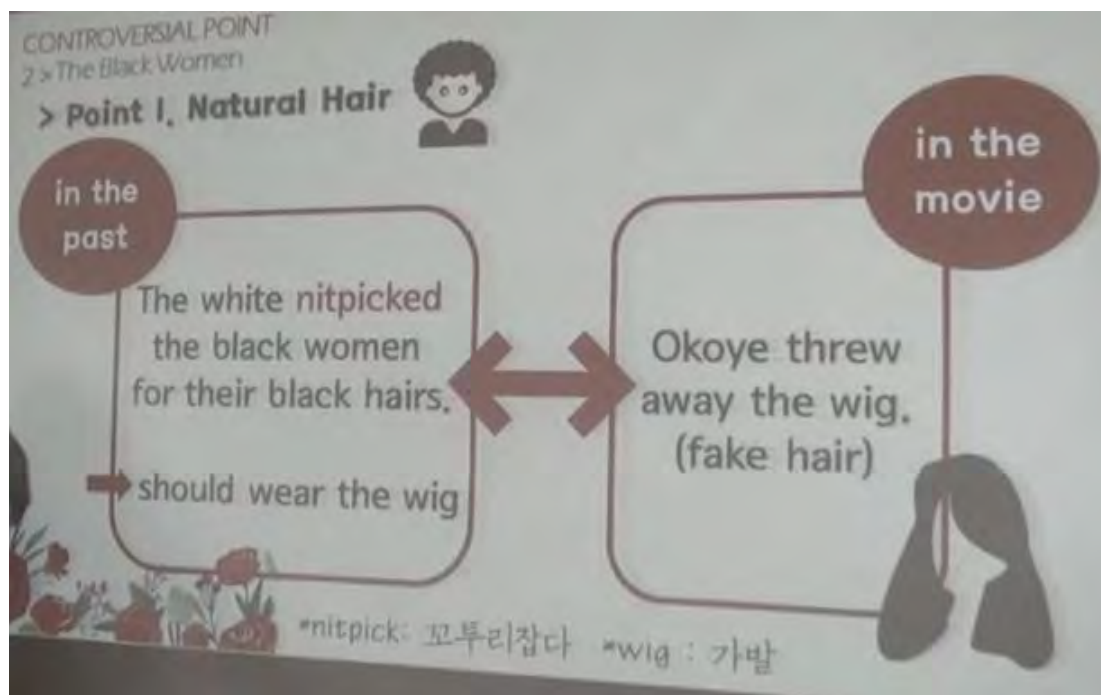 CONTROVERSIAL POINT
2 > The Black Women
> Point 1. Natural Hair
in the
past
The white nitpicked
the black women
for their black hairs.
should wear the wig
in the
movie
Okoye threw
away the wig.
(fake hair)
*nitpick: 꼬투리잡다 *wig : 가발